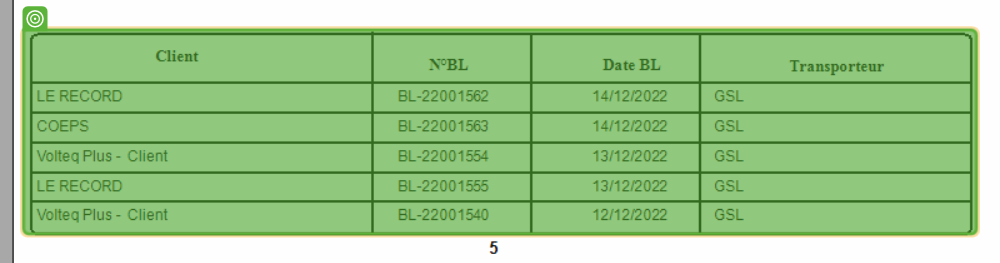 Client N°BL Date BL Transporteur
LE RECORD BL-22001562 14/12/2022 GSL
COEPS BL-22001563 14/12/2022 GSL
Volteq Plus - Client BL-22001554 13/12/2022 GSL
LE RECORD BL-22001555 13/12/2022 GSL
Volteq Plus - Client BL-22001540 12/12/2022 GSL
5